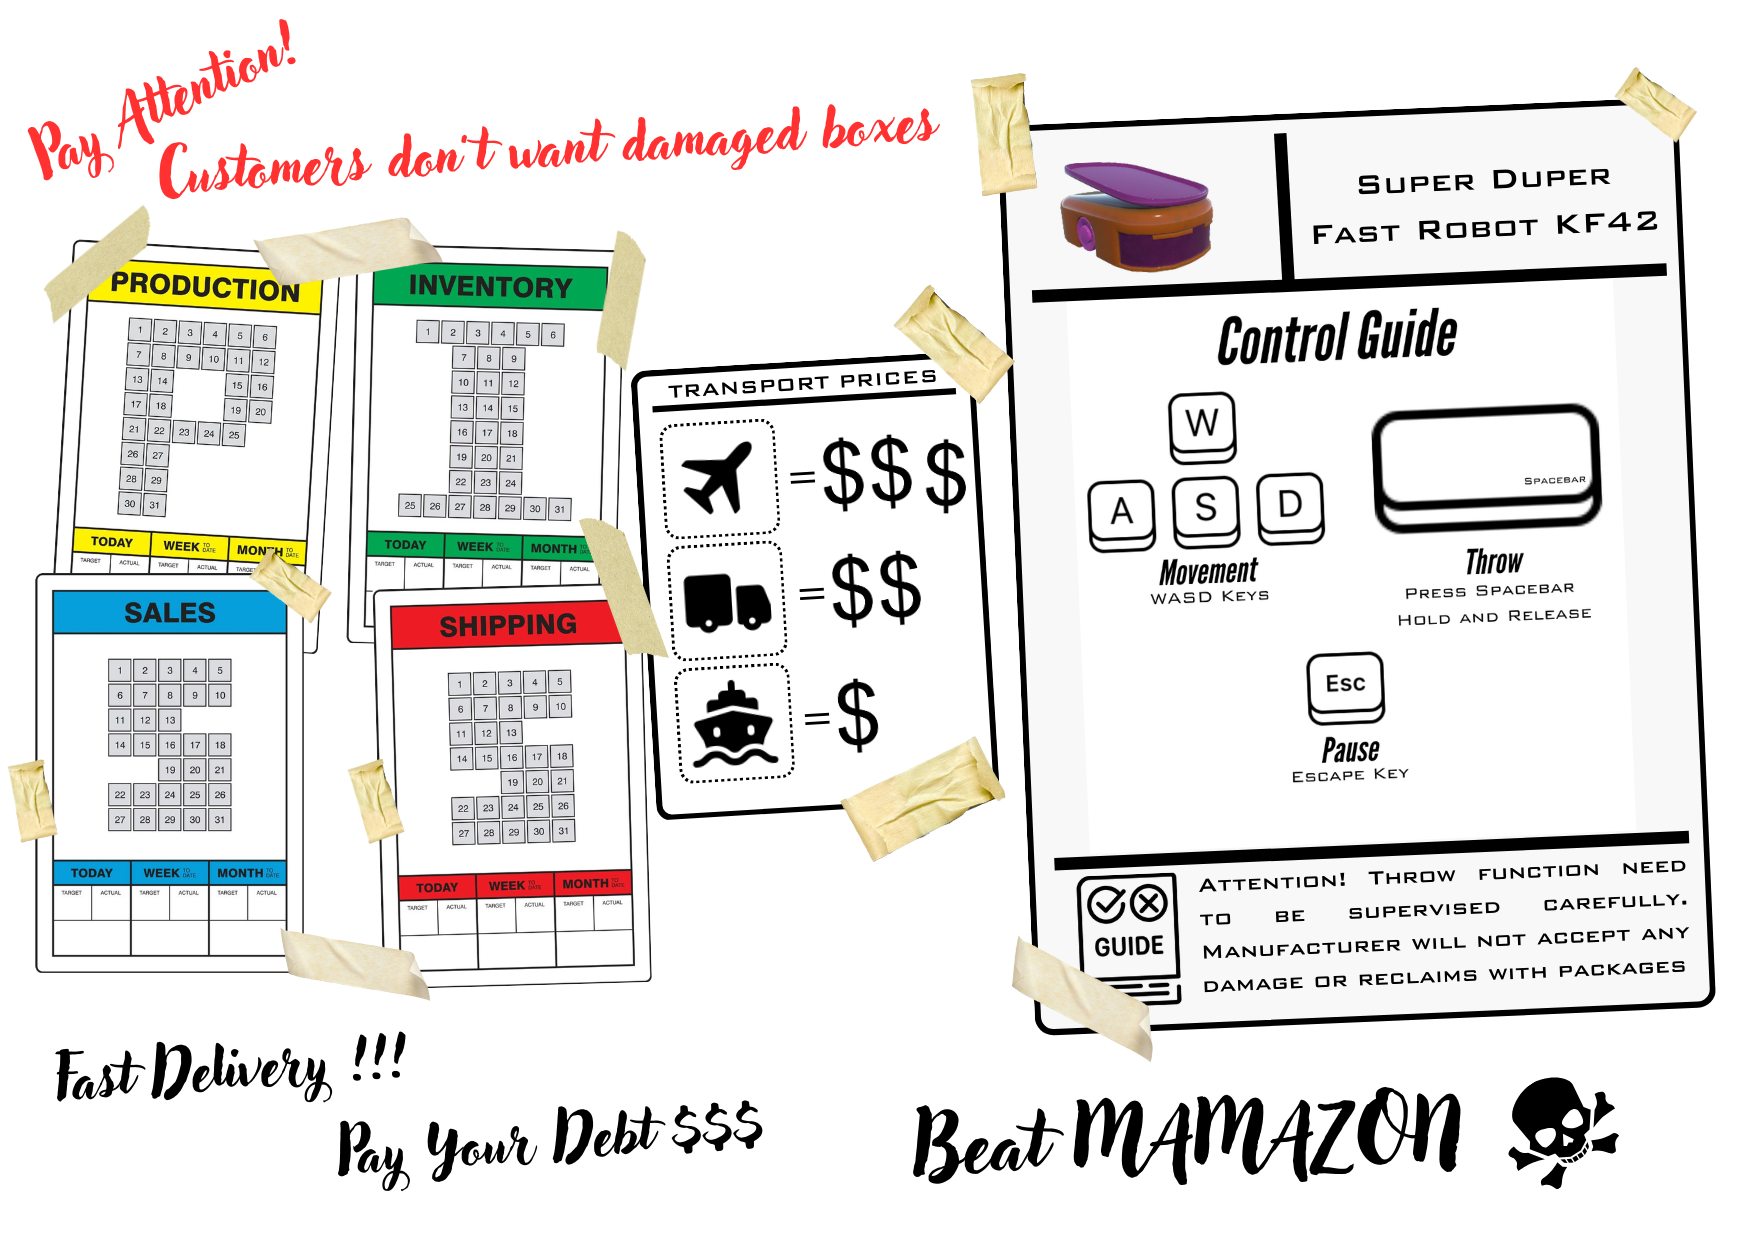 Pay Attention!
Customers don't want damaged boxes
PRODUCTION
1 2 3 4 5 6
7 8 9 10 11 12
13 14 15 16
17 18 19 20
21 22 23 24 25
26 27
28 29
30 31
TODAY WEEK TO DATE MONTH TO DATE
TARGET ACTUAL TARGET ACTUAL TARGET
INVENTORY
1 2 3 4 5 6
7 8 9
10 11 12
13 14 15
16 17 18
19 20 21
22 23 24
25 26 27 28 29 30 31
TODAY WEEK TO DATE MONTH TO DATE
TARGET ACTUAL TARGET ACTUAL TARGET ACTUAL
SALES
1 2 3 4 5
6 7 8 9 10
11 12 13
14 15 16 17 18
19 20 21
22 23 24 25 26
27 28 29 30 31
TODAY WEEK TO DATE MONTH TO DATE
TARGET ACTUAL TARGET ACTUAL TARGET ACTUAL
SHIPPING
1 2 3 4 5
6 7 8 9 10
11 12 13
14 15 16 17 18
19 20 21
22 23 24 25 26
27 28 29 30 31
TODAY WEEK TO DATE MONTH TO DATE
TARGET ACTUAL TARGET ACTUAL TARGET ACTUAL
TRANSPORT PRICES
=$$$
=$$
=$
SUPER DUPER
FAST ROBOT KF42
Control Guide
W
A S D
Movement
WASD KEYS
SPACEBAR
Throw
PRESS SPACEBAR
HOLD AND RELEASE
Esc
Pause
ESCAPE KEY
GUIDE
ATTENTION! THROW FUNCTION NEED
TO BE SUPERVISED CAREFULLY.
MANUFACTURER WILL NOT ACCEPT ANY
DAMAGE OR RECLAIMS WITH PACKAGES
Fast Delivery !!!
Pay Your Debt $$$
Beat MAMAZON